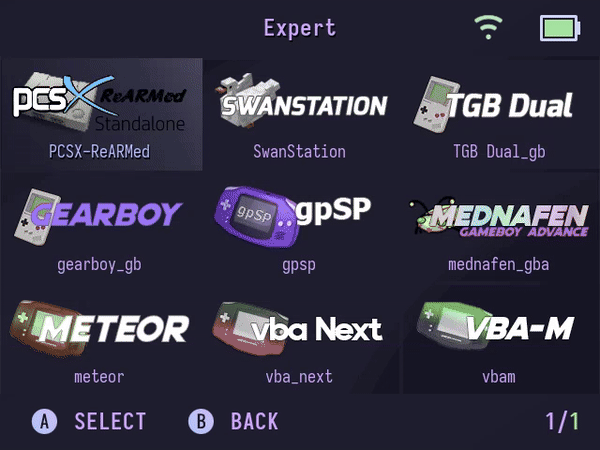 Expert
pcsx ReARMed
Standalone
PCSX-ReARMed
SWANSTATION
SwanStation
TGB Dual
TGB Dual_gb
GEARBOY
gearboy_gb
gpSP
gpSP
gpsp
MEDNAFEN
GAMEBOY ADVANCE
mednafen_gba
METEOR
meteor
vba Next
vba_next
VBA-M
vbam
A SELECT B BACK 1/1